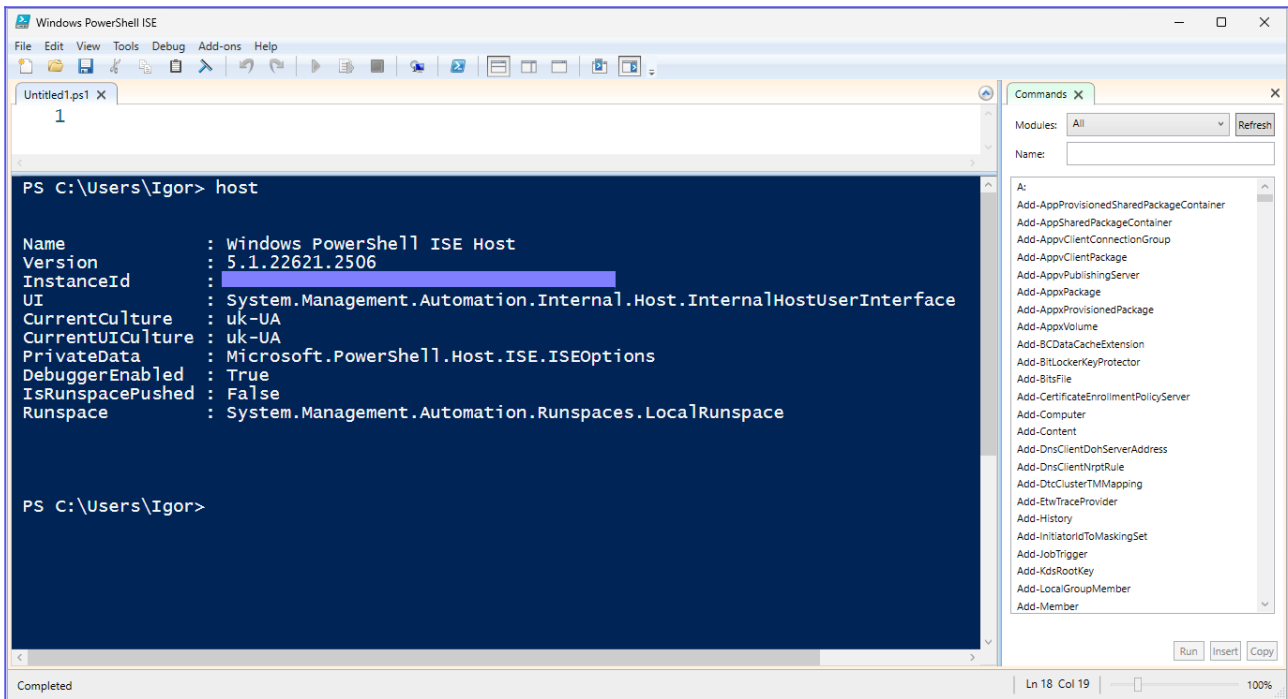 Windows PowerShell ISE
File Edit View Tools Debug Add-ons Help
Untitled1.ps1
1
PS C:\Users\Igor> host
Name : Windows PowerShell ISE Host
Version : 5.1.22621.2506
InstanceId :
UI : System.Management.Automation.Internal.Host.InternalHostUserInterface
CurrentCulture : uk-UA
CurrentUICulture : uk-UA
PrivateData : Microsoft.PowerShell.Host.ISE.ISEOptions
DebuggerEnabled : True
IsRunspacePushed : False
Runspace : System.Management.Automation.Runspaces.LocalRunspace
PS C:\Users\Igor>
Commands
Modules: All Refresh
Name:
A:
Add-AppProvisionedSharedPackageContainer
Add-AppSharedPackageContainer
Add-AppvClientConnectionGroup
Add-AppvClientPackage
Add-AppvPublishingServer
Add-AppxPackage
Add-AppxProvisionedPackage
Add-AppxVolume
Add-BCDataCacheExtension
Add-BitLockerKeyProtector
Add-BitsFile
Add-CertificateEnrollmentPolicyServer
Add-Computer
Add-Content
Add-DnsClientDohServerAddress
Add-DnsClientNrptRule
Add-DtcClusterTMMapping
Add-EtwTraceProvider
Add-History
Add-InitiatorIdToMaskingSet
Add-JobTrigger
Add-KdsRootKey
Add-LocalGroupMember
Add-Member
Run Insert Copy
Completed
Ln 18 Col 19
100%